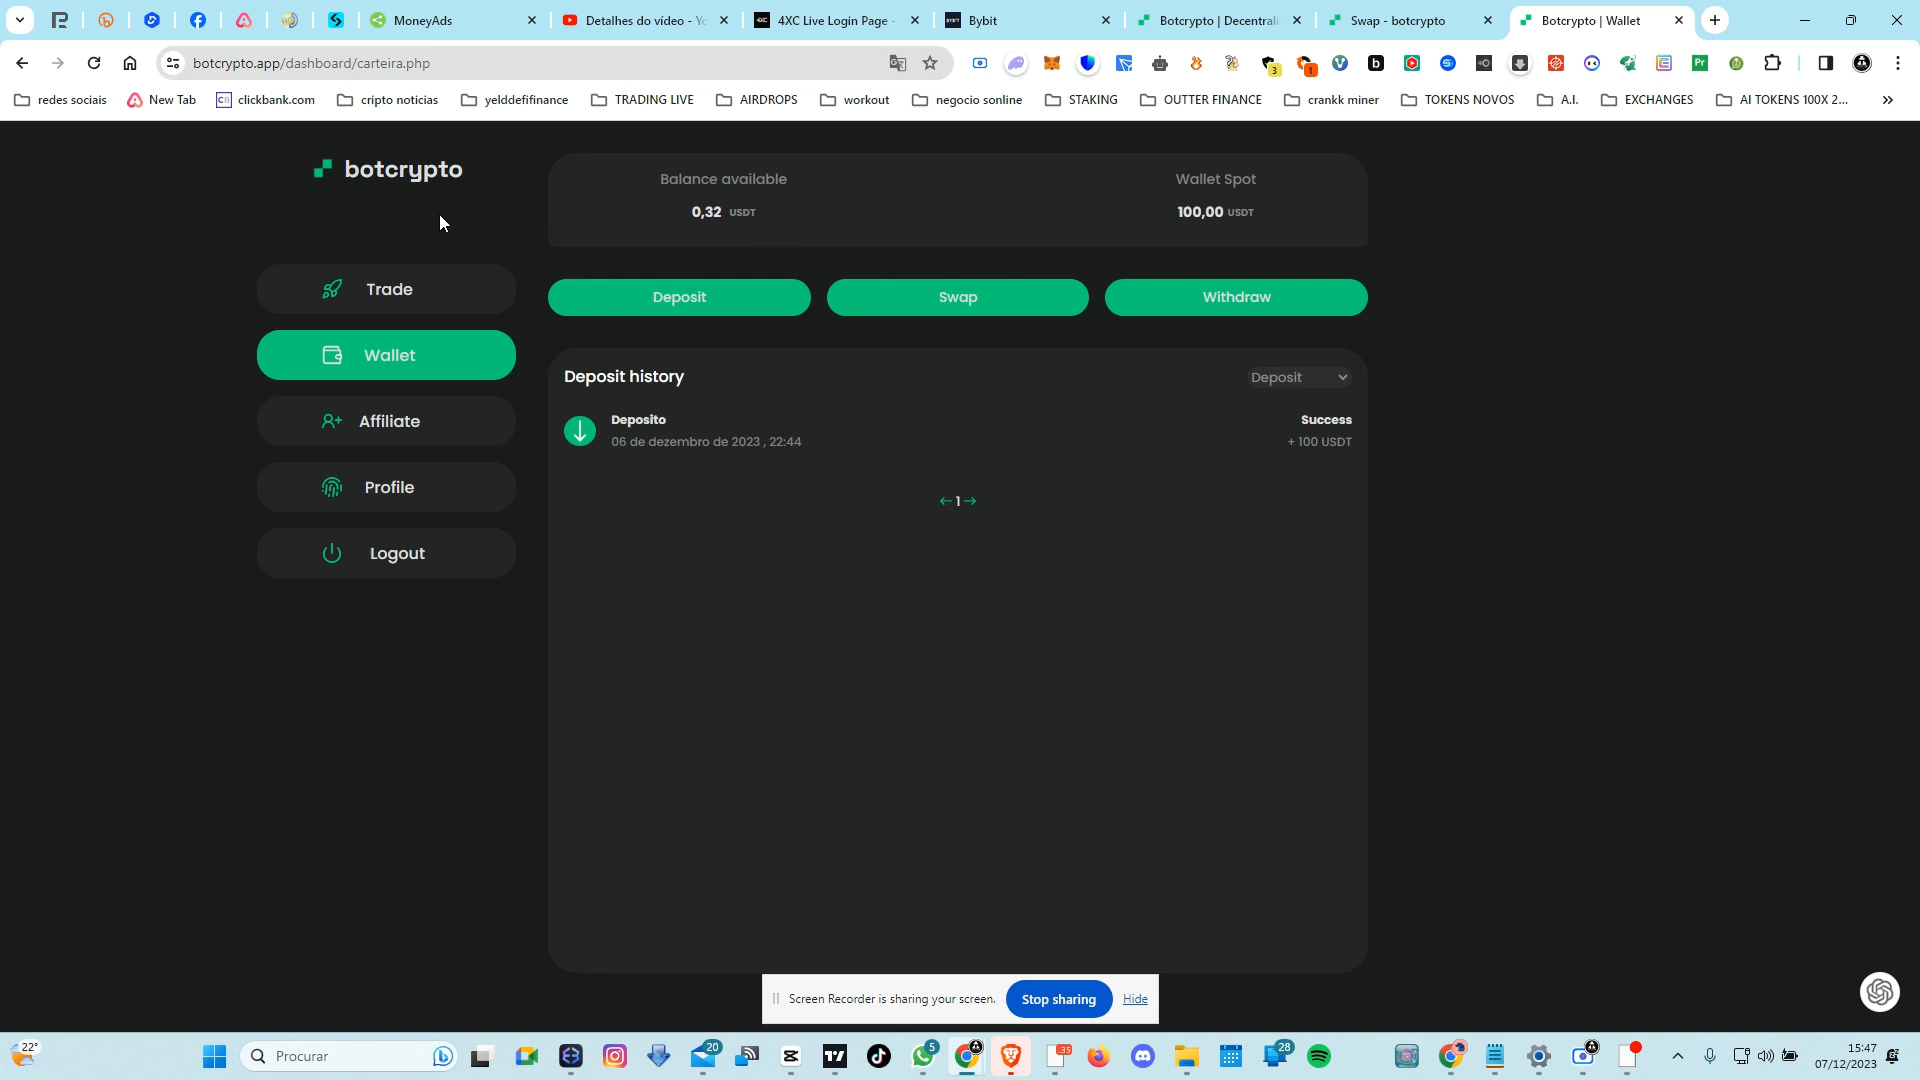 MoneyAds
Detalhes do vídeo - Yo
4XC Live Login Page -
Bybit
Botcrypto | Decentrali
Swap - botcrypto
Botcrypto | Wallet
botcrypto.app/dashboard/carteira.php
redes sociais
New Tab
clickbank.com
cripto noticias
yelddefifinance
TRADING LIVE
AIRDROPS
workout
negocio sonline
STAKING
OUTTER FINANCE
crankk miner
TOKENS NOVOS
A.I.
EXCHANGES
AI TOKENS 100X 2...
botcrypto
Balance available
Wallet Spot
0,32 USDT
100,00 USDT
Trade
Deposit
Swap
Withdraw
Wallet
Deposit history
Deposit
Affiliate
Deposito
Success
06 de dezembro de 2023 , 22:44
+ 100 USDT
Profile
1
Logout
Screen Recorder is sharing your screen.
Stop sharing
Hide
22°
Procurar
20
5
28
15:47
07/12/2023